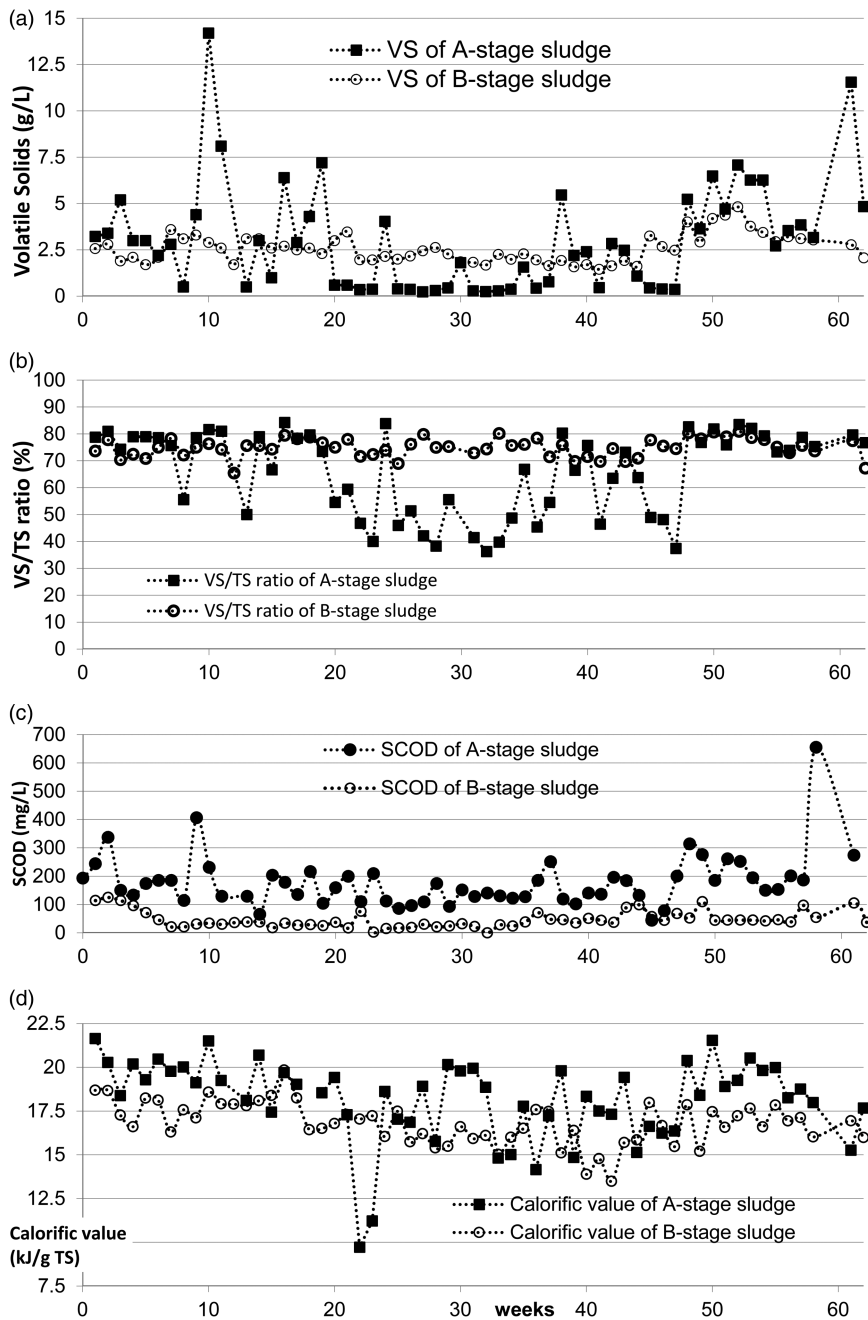 (a)
15
12.5
10
7.5
5
2.5
0
Volatile Solids (g/L)
VS of A-stage sludge
VS of B-stage sludge
0 10 20 30 40 50 60
(b)
100
90
80
70
60
50
40
30
20
10
0
VS/TS ratio (%)
VS/TS ratio of A-stage sludge
VS/TS ratio of B-stage sludge
0 10 20 30 40 50 60
(c)
700
600
500
400
300
200
100
0
SCOD (mg/L)
SCOD of A-stage sludge
SCOD of B-stage sludge
0 10 20 30 40 50 60
(d)
22.5
20
17.5
15
12.5
7.5
Calorific value
(kJ/g TS)
Calorific value of A-stage sludge
Calorific value of B-stage sludge
0 10 20 30 weeks 40 50 60